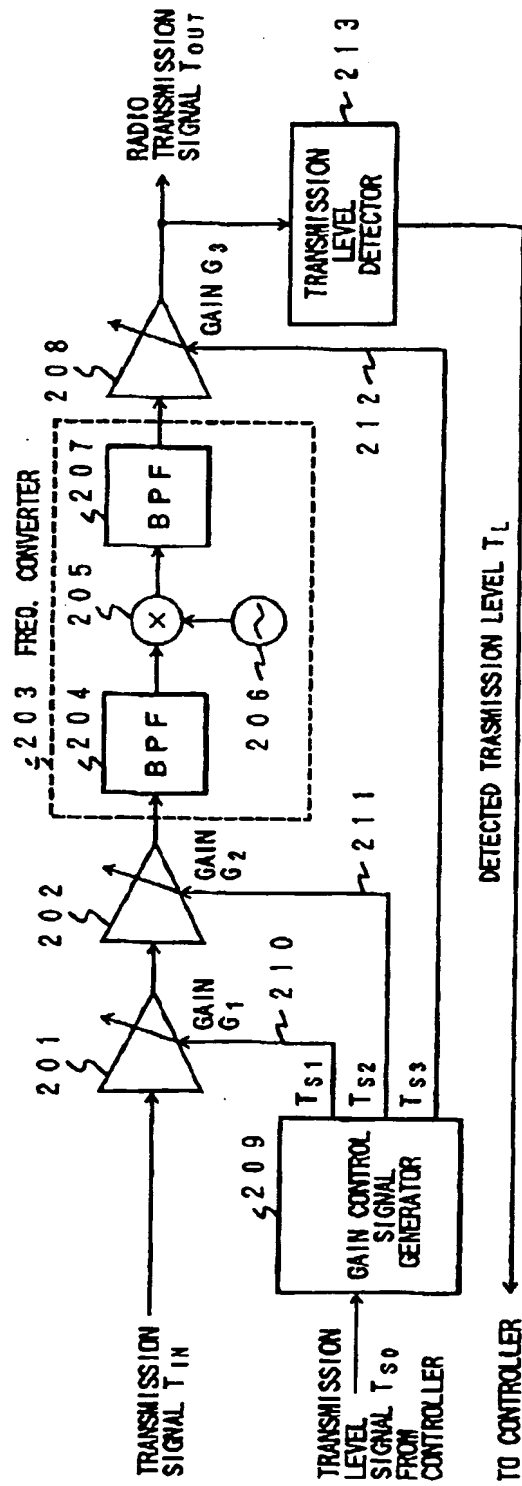 TRANSMISSION
SIGNAL TIN
201
GAIN
G1
202
GAIN
G2
203 FREQ. CONVERTER
204
BPF
205
×
206
207
BPF
208
GAIN G3
RADIO
TRANSMISSION
SIGNAL TOUT
TRANSMISSION
LEVEL
SIGNAL TS0
FROM
CONTROLLER
209
GAIN CONTROL
SIGNAL
GENERATOR
TS1
TS2
TS3
210
211
212
TRANSMISSION
LEVEL
DETECTOR
213
DETECTED TRASMISSION LEVEL TL
TO CONTROLLER